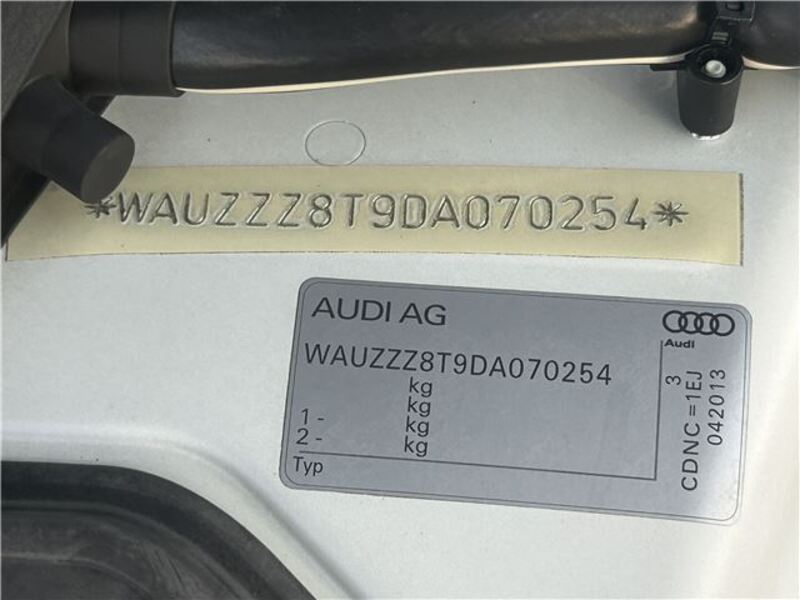 *WAUZZZ8T9DA070254*
AUDI AG
Audi
WAUZZZ8T9DA070254
kg
kg
1 - kg
2 - kg
Typ
3
CDNC=1EJ
042013